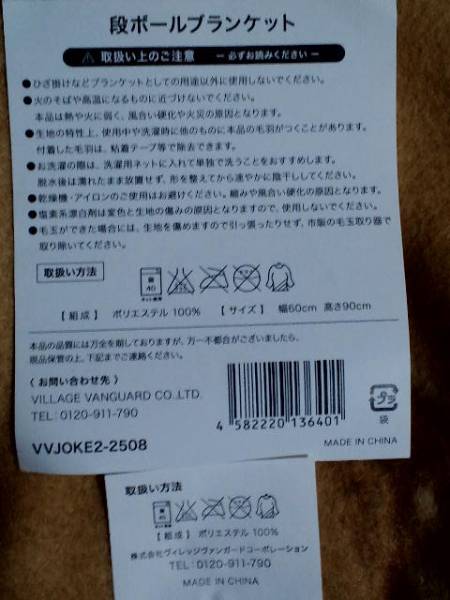 段ボールブランケット
⚠ 取扱い上のご注意 －必ずお読みください－
●ひざ掛けなどブランケットとしての用途以外に使用しないでください。
●火のそばや高温になるものに近づけないでください。
本品は熱や火に弱く、風合い硬化や火災の原因となります。
●生地の特性上、使用中や洗濯時に他のものに本品の毛羽がつくことがあります。
付着した毛羽は、粘着テープ等で除去できます。
●お洗濯の際は、洗濯用ネットに入れて単独で洗うことをおすすめします。
脱水後は濡れたまま放置せず、形を整えてから速やかに陰干ししてください。
●乾燥機・アイロンのご使用はお避けください。縮みや風合い硬化の原因となります。
●塩素系漂白剤は変色と生地の傷みの原因となりますので、使用しないでください。
●毛玉ができた場合には、生地を傷めますので引っ張ったりせず、市販の毛玉取り器で
取り除いてください。
取扱い方法
弱 40 ネット使用
【組成】 ポリエステル 100% 【サイズ】 幅60cm 高さ90cm
本品の品質には万全を期しておりますが、万一不都合がございましたら、
現品保管の上、下記までご連絡ください。
〈お問い合わせ先〉
VILLAGE VANGUARD CO.,LTD.
TEL：0120-911-790
4 582220 136401
プラ
袋
VVJOKE2-2508
MADE IN CHINA
取扱い方法
【組成】 ポリエステル 100%
株式会社ヴィレッジヴァンガードコーポレーション
TEL：0120-911-790
MADE IN CHINA